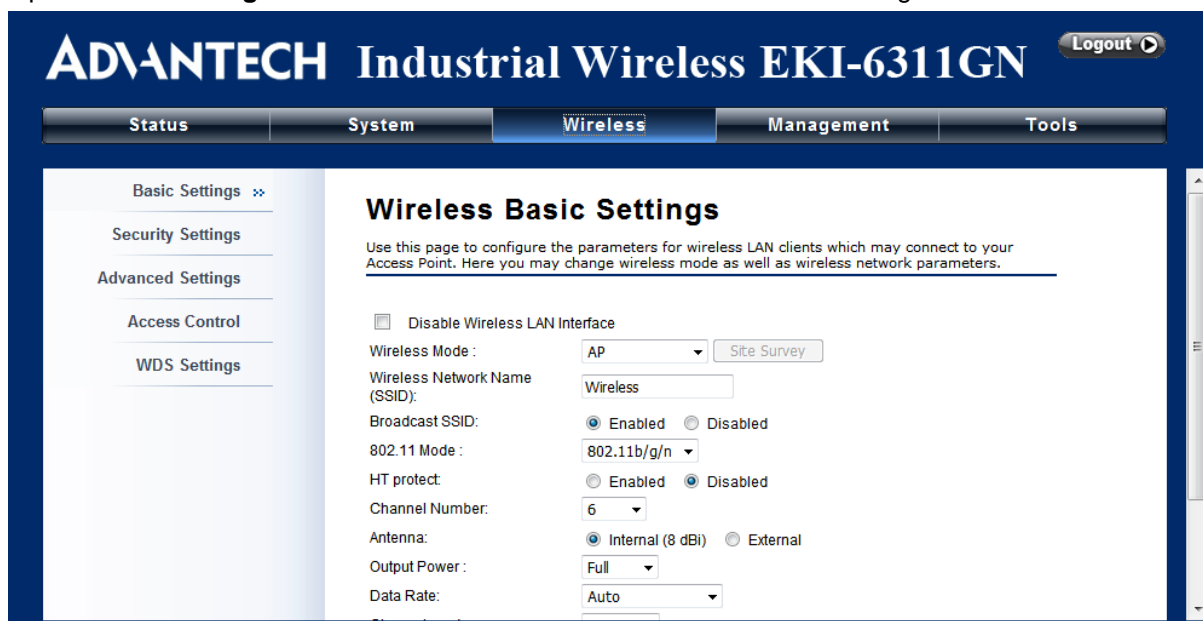 ADVANTECH Industrial Wireless EKI-6311GN Logout
Status System Wireless Management Tools
Basic Settings »
Security Settings
Advanced Settings
Access Control
WDS Settings
Wireless Basic Settings
Use this page to configure the parameters for wireless LAN clients which may connect to your
Access Point. Here you may change wireless mode as well as wireless network parameters.
Disable Wireless LAN Interface
Wireless Mode : AP Site Survey
Wireless Network Name
(SSID): Wireless
Broadcast SSID: Enabled Disabled
802.11 Mode : 802.11b/g/n
HT protect: Enabled Disabled
Channel Number: 6
Antenna: Internal (8 dBi) External
Output Power : Full
Data Rate: Auto